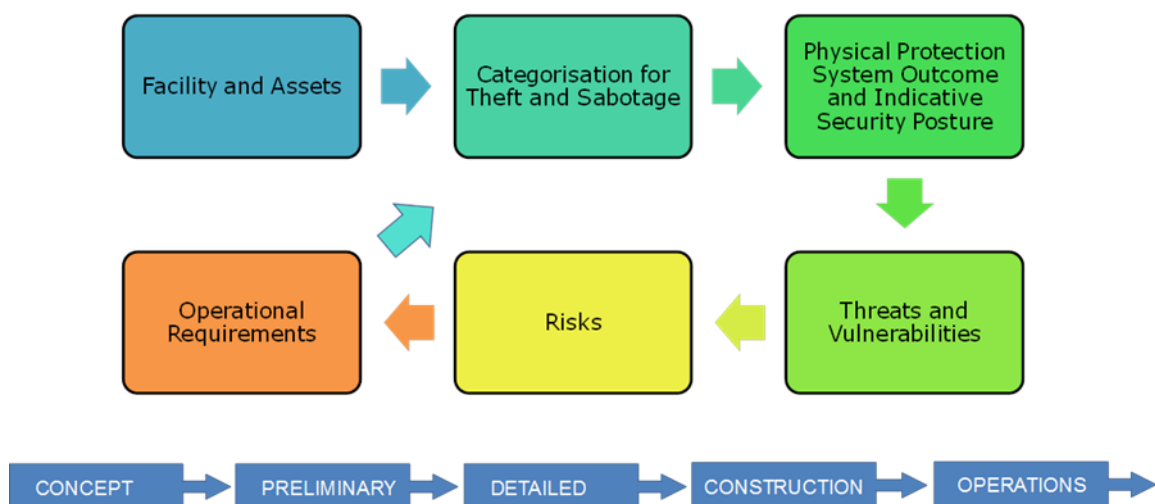 Facility and Assets
Categorisation for
Theft and Sabotage
Physical Protection
System Outcome
and Indicative
Security Posture
Operational
Requirements
Risks
Threats and
Vulnerabilities
CONCEPT
PRELIMINARY
DETAILED
CONSTRUCTION
OPERATIONS